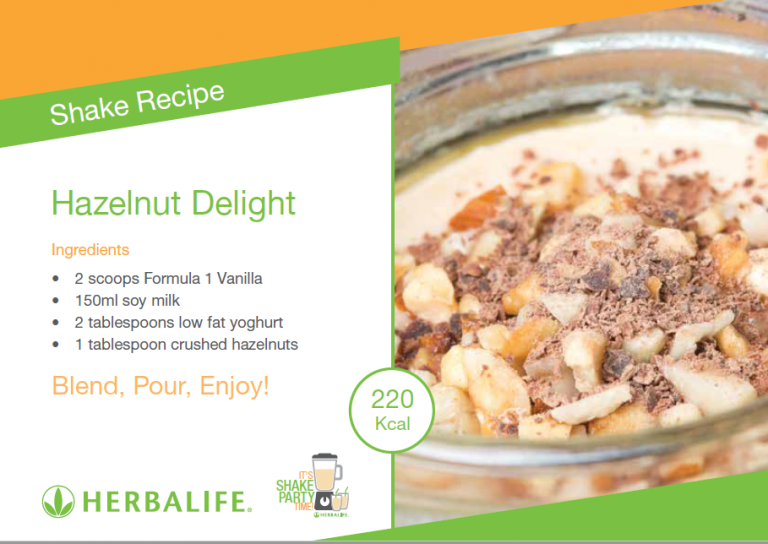 Shake Recipe
Hazelnut Delight
Ingredients
• 2 scoops Formula 1 Vanilla
• 150ml soy milk
• 2 tablespoons low fat yoghurt
• 1 tablespoon crushed hazelnuts
Blend, Pour, Enjoy!
220
Kcal
HERBALIFE.
IT'S
SHAKE
PARTY
TIME!
HERBALIFE